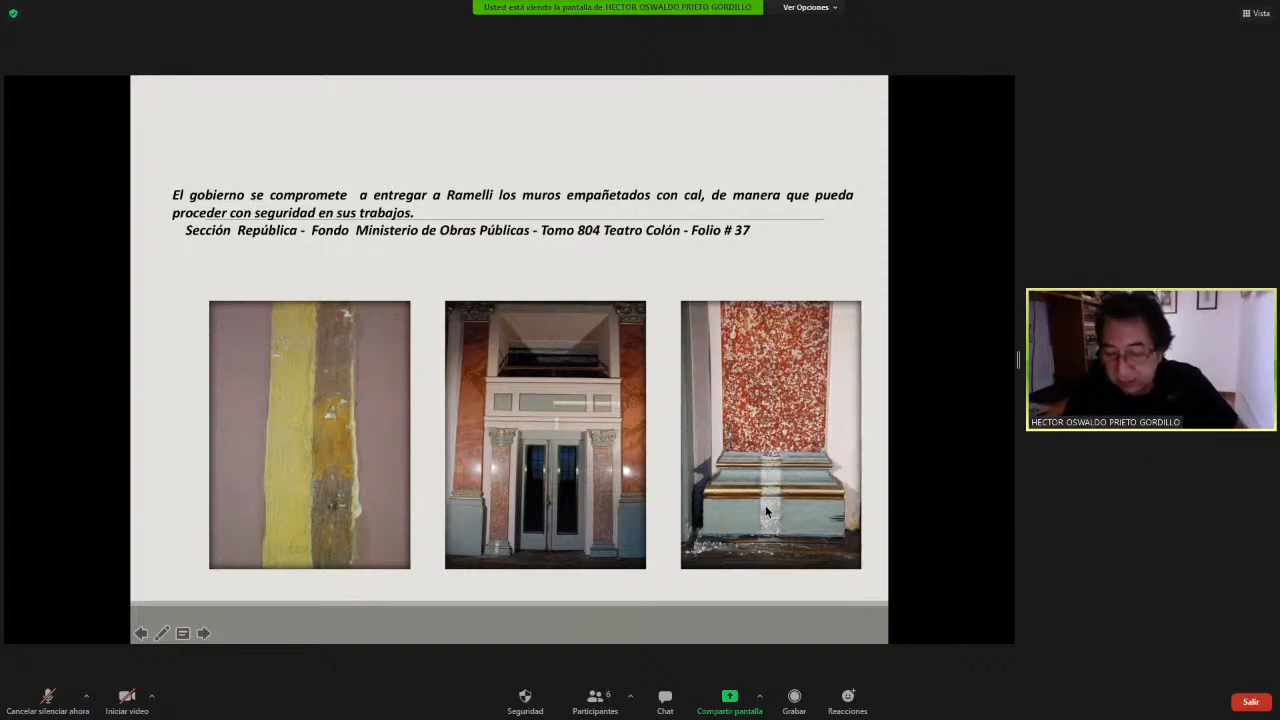 Usted está viendo la pantalla de HECTOR OSWALDO PRIETO GORDILLO
Ver Opciones
Vista
El gobierno se compromete a entregar a Ramelli los muros empañetados con cal, de manera que pueda
proceder con seguridad en sus trabajos.
Sección República - Fondo Ministerio de Obras Públicas - Tomo 804 Teatro Colón - Folio # 37
HECTOR OSWALDO PRIETO GORDILLO
6
Cancelar silenciar ahora
Iniciar video
Seguridad
Participantes
Chat
Compartir pantalla
Grabar
Reacciones
Salir